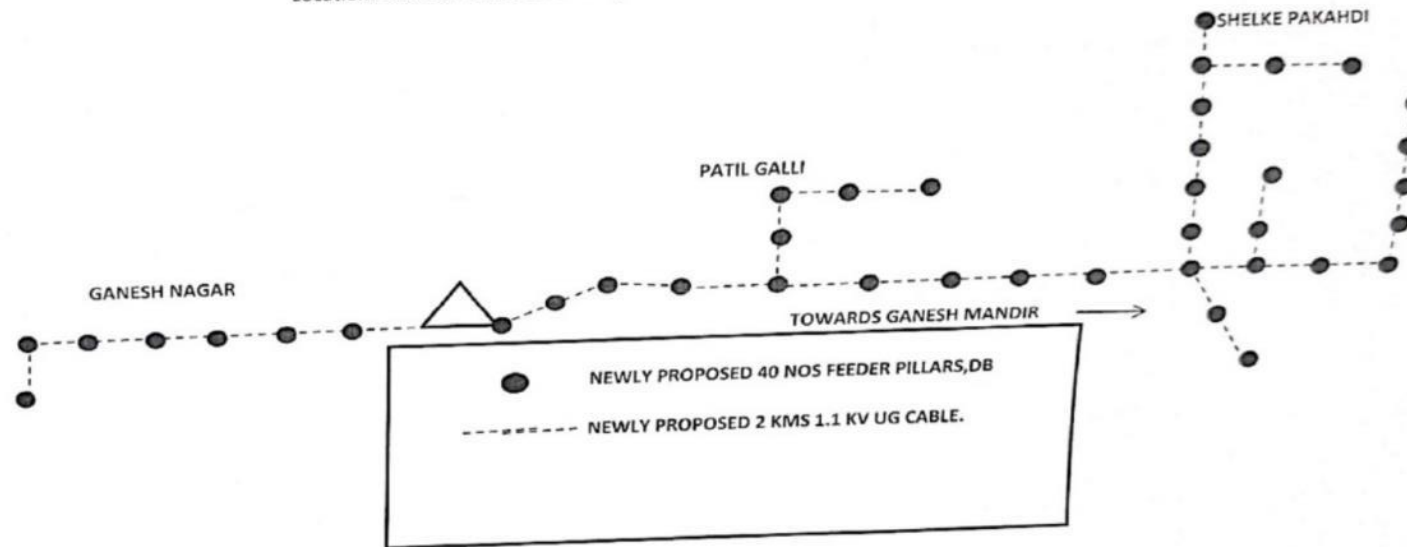 SHELKE PAKAHDI
PATIL GALLI
GANESH NAGAR
TOWARDS GANESH MANDIR
NEWLY PROPOSED 40 NOS FEEDER PILLARS,DB
NEWLY PROPOSED 2 KMS 1.1 KV UG CABLE.